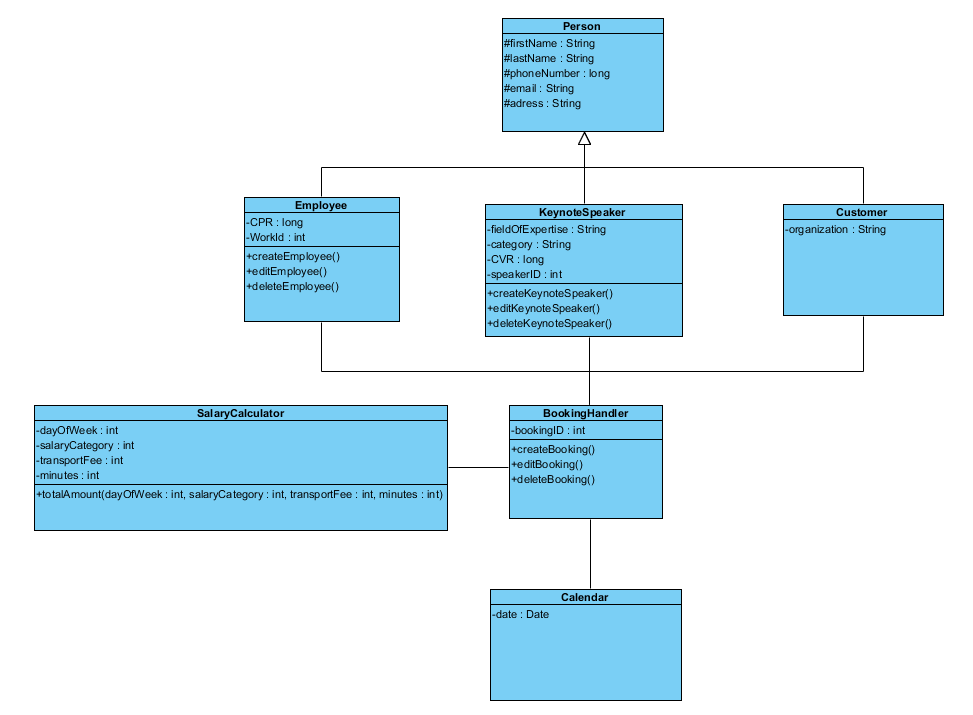 Person
#firstName : String
#lastName : String
#phoneNumber : long
#email : String
#adress : String
Employee
-CPR : long
-WorkId : int
+createEmployee()
+editEmployee()
+deleteEmployee()
KeynoteSpeaker
-fieldOfExpertise : String
-category : String
-CVR : long
-speakerID : int
+createKeynoteSpeaker()
+editKeynoteSpeaker()
+deleteKeynoteSpeaker()
Customer
-organization : String
SalaryCalculator
-dayOfWeek : int
-salaryCategory : int
-transportFee : int
-minutes : int
+totalAmount(dayOfWeek : int, salaryCategory : int, transportFee : int, minutes : int)
BookingHandler
-bookingID : int
+createBooking()
+editBooking()
+deleteBooking()
Calendar
-date : Date